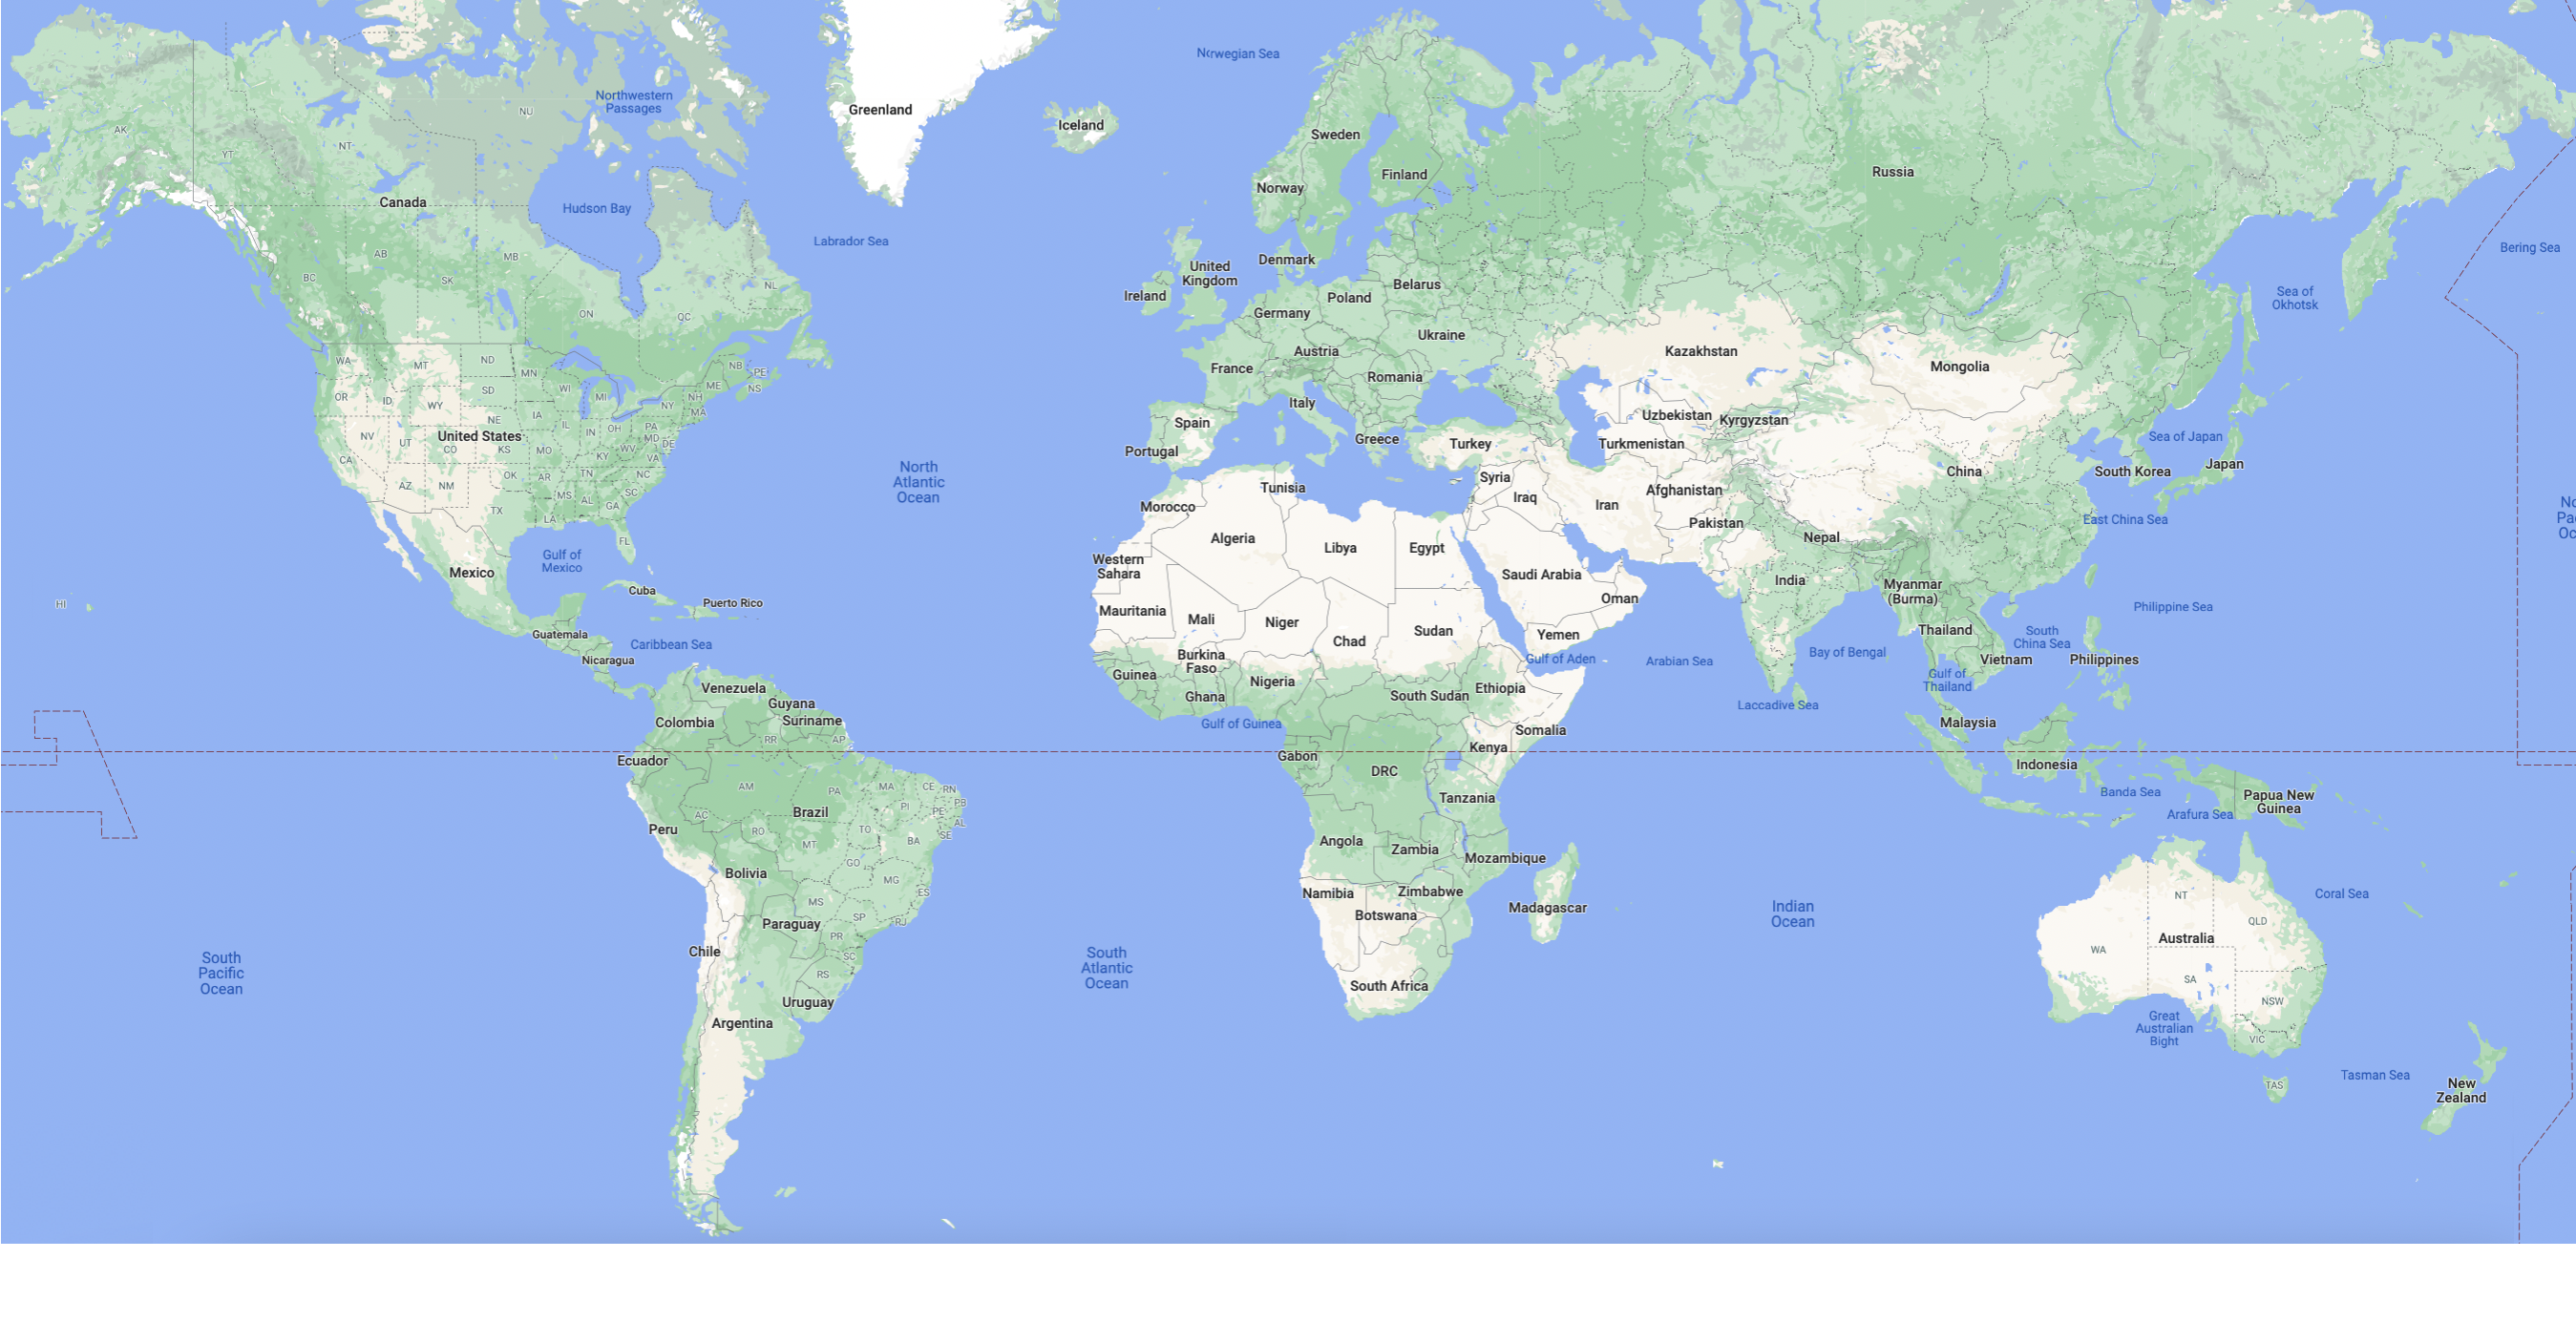 Norwegian Sea
Northwestern
Passages
Greenland
NU
Iceland
AK
Sweden
NT
YT
Russia
Finland
Norway
Canada
Hudson Bay
Labrador Sea
Bering Sea
AB
MB
Denmark
United
Kingdom
BC
SK
NL
Belarus
Ireland
Poland
Sea of
Okhotsk
ON
QC
Germany
Ukraine
WA
ND
MT
NB
PE
Austria
Kazakhstan
Mongolia
France
MN
Romania
ME
NS
OR
ID
SD
WI
MI
NH
WY
NY
MA
Italy
IA
NE
Uzbekistan
Kyrgyzstan
Spain
IL
IN
OH
PA
NV
UT
United States
MD
DE
Greece
Turkey
Turkmenistan
Sea of Japan
CO
KS
MO
KY
WV
VA
Portugal
CA
Japan
North
Atlantic
Ocean
OK
AR
TN
NC
Syria
China
South Korea
AZ
NM
MS
AL
SC
Tunisia
Iraq
Iran
Afghanistan
TX
LA
GA
Morocco
Pakistan
East China Sea
No
Pa
Oc
FL
Algeria
Libya
Egypt
Nepal
Gulf of
Mexico
Western
Sahara
Saudi Arabia
India
Mexico
Myanmar
(Burma)
HI
Cuba
Puerto Rico
Mauritania
Mali
Niger
Chad
Sudan
Oman
Philippine Sea
Guatemala
Caribbean Sea
Yemen
Thailand
South
China Sea
Nicaragua
Burkina
Faso
Gulf of Aden
Arabian Sea
Bay of Bengal
Vietnam
Philippines
Guinea
Nigeria
Ethiopia
Gulf of
Thailand
Venezuela
Ghana
South Sudan
Guyana
Laccadive Sea
Colombia
Suriname
Gulf of Guinea
Somalia
Malaysia
RR
AP
Kenya
Ecuador
Gabon
DRC
Indonesia
AM
PA
MA
CE
RN
Tanzania
Banda Sea
Papua New
Guinea
PI
PB
Brazil
PE
AC
AL
Arafura Sea
Peru
RO
TO
SE
MT
BA
Angola
Zambia
Mozambique
GO
Bolivia
MG
ES
Namibia
Zimbabwe
NT
Coral Sea
MS
SP
Botswana
Madagascar
Indian
Ocean
Paraguay
RJ
QLD
PR
Australia
Chile
SC
WA
South
Pacific
Ocean
South
Atlantic
Ocean
RS
South Africa
SA
Uruguay
NSW
Argentina
Great
Australian
Bight
VIC
Tasman Sea
TAS
New
Zealand